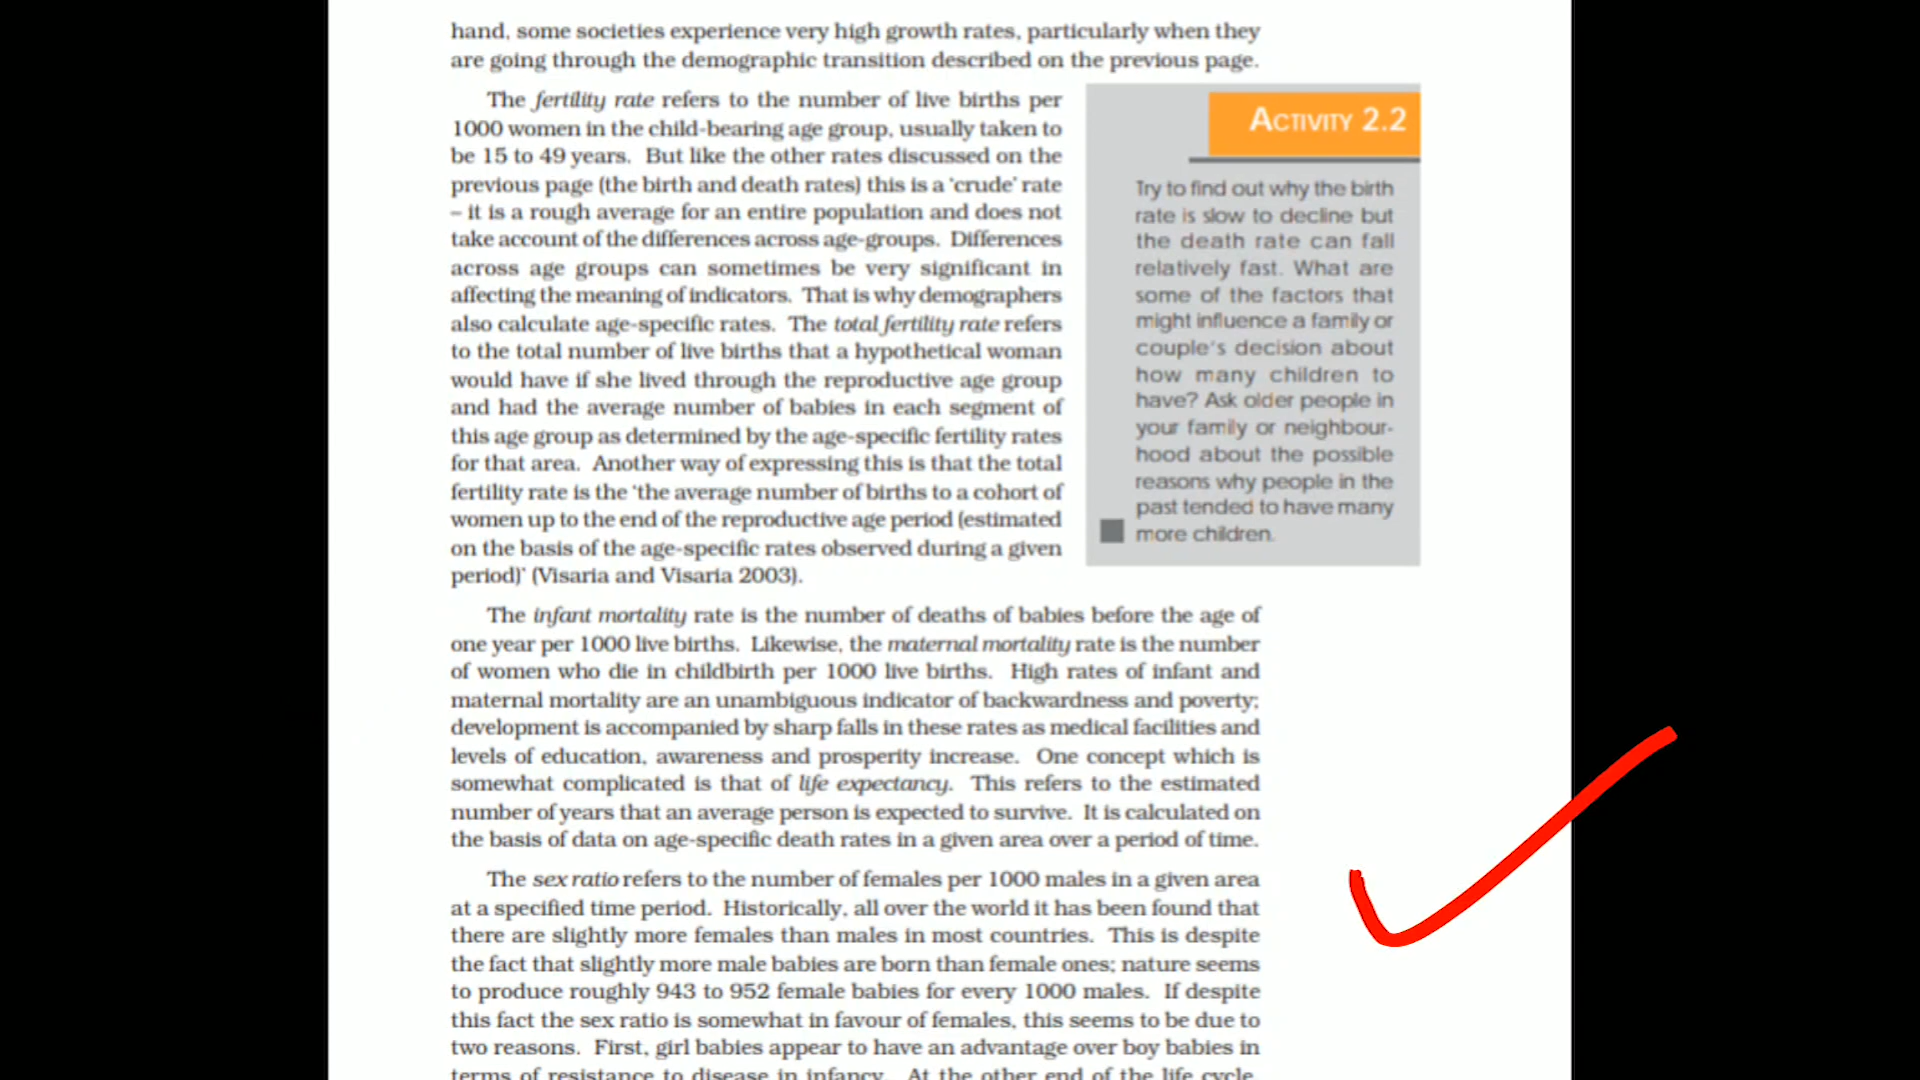 hand, some societies experience very high growth rates, particularly when they
are going through the demographic transition described on the previous page.
The fertility rate refers to the number of live births per
1000 women in the child-bearing age group, usually taken to
be 15 to 49 years. But like the other rates discussed on the
previous page (the birth and death rates) this is a ‘crude’ rate
– it is a rough average for an entire population and does not
take account of the differences across age-groups. Differences
across age groups can sometimes be very significant in
affecting the meaning of indicators. That is why demographers
also calculate age-specific rates. The total fertility rate refers
to the total number of live births that a hypothetical woman
would have if she lived through the reproductive age group
and had the average number of babies in each segment of
this age group as determined by the age-specific fertility rates
for that area. Another way of expressing this is that the total
fertility rate is the ‘the average number of births to a cohort of
women up to the end of the reproductive age period (estimated
on the basis of the age-specific rates observed during a given
period)’ (Visaria and Visaria 2003).
ACTIVITY 2.2
Try to find out why the birth
rate is slow to decline but
the death rate can fall
relatively fast. What are
some of the factors that
might influence a family or
couple’s decision about
how many children to
have? Ask older people in
your family or neighbour-
hood about the possible
reasons why people in the
past tended to have many
more children.
The infant mortality rate is the number of deaths of babies before the age of
one year per 1000 live births. Likewise, the maternal mortality rate is the number
of women who die in childbirth per 1000 live births. High rates of infant and
maternal mortality are an unambiguous indicator of backwardness and poverty;
development is accompanied by sharp falls in these rates as medical facilities and
levels of education, awareness and prosperity increase. One concept which is
somewhat complicated is that of life expectancy. This refers to the estimated
number of years that an average person is expected to survive. It is calculated on
the basis of data on age-specific death rates in a given area over a period of time.
The sex ratio refers to the number of females per 1000 males in a given area
at a specified time period. Historically, all over the world it has been found that
there are slightly more females than males in most countries. This is despite
the fact that slightly more male babies are born than female ones; nature seems
to produce roughly 943 to 952 female babies for every 1000 males. If despite
this fact the sex ratio is somewhat in favour of females, this seems to be due to
two reasons. First, girl babies appear to have an advantage over boy babies in
terms of resistance to disease in infancy. At the other end of the life cycle,